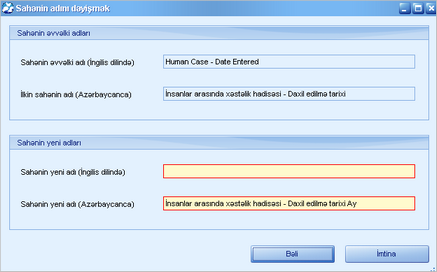 Sahənin adını dəyişmək
Sahənin əvvəlki adları
Sahənin əvvəlki adı (İngilis dilində)
Human Case - Date Entered
İlkin sahənin adı (Azərbaycanca)
İnsanlar arasında xəstəlik hadisəsi - Daxil edilmə tarixi
Sahənin yeni adları
Sahənin yeni adı (İngilis dilində)
Sahənin yeni adı (Azərbaycanca)
İnsanlar arasında xəstəlik hadisəsi - Daxil edilmə tarixi Ay
Bəli
İmtina